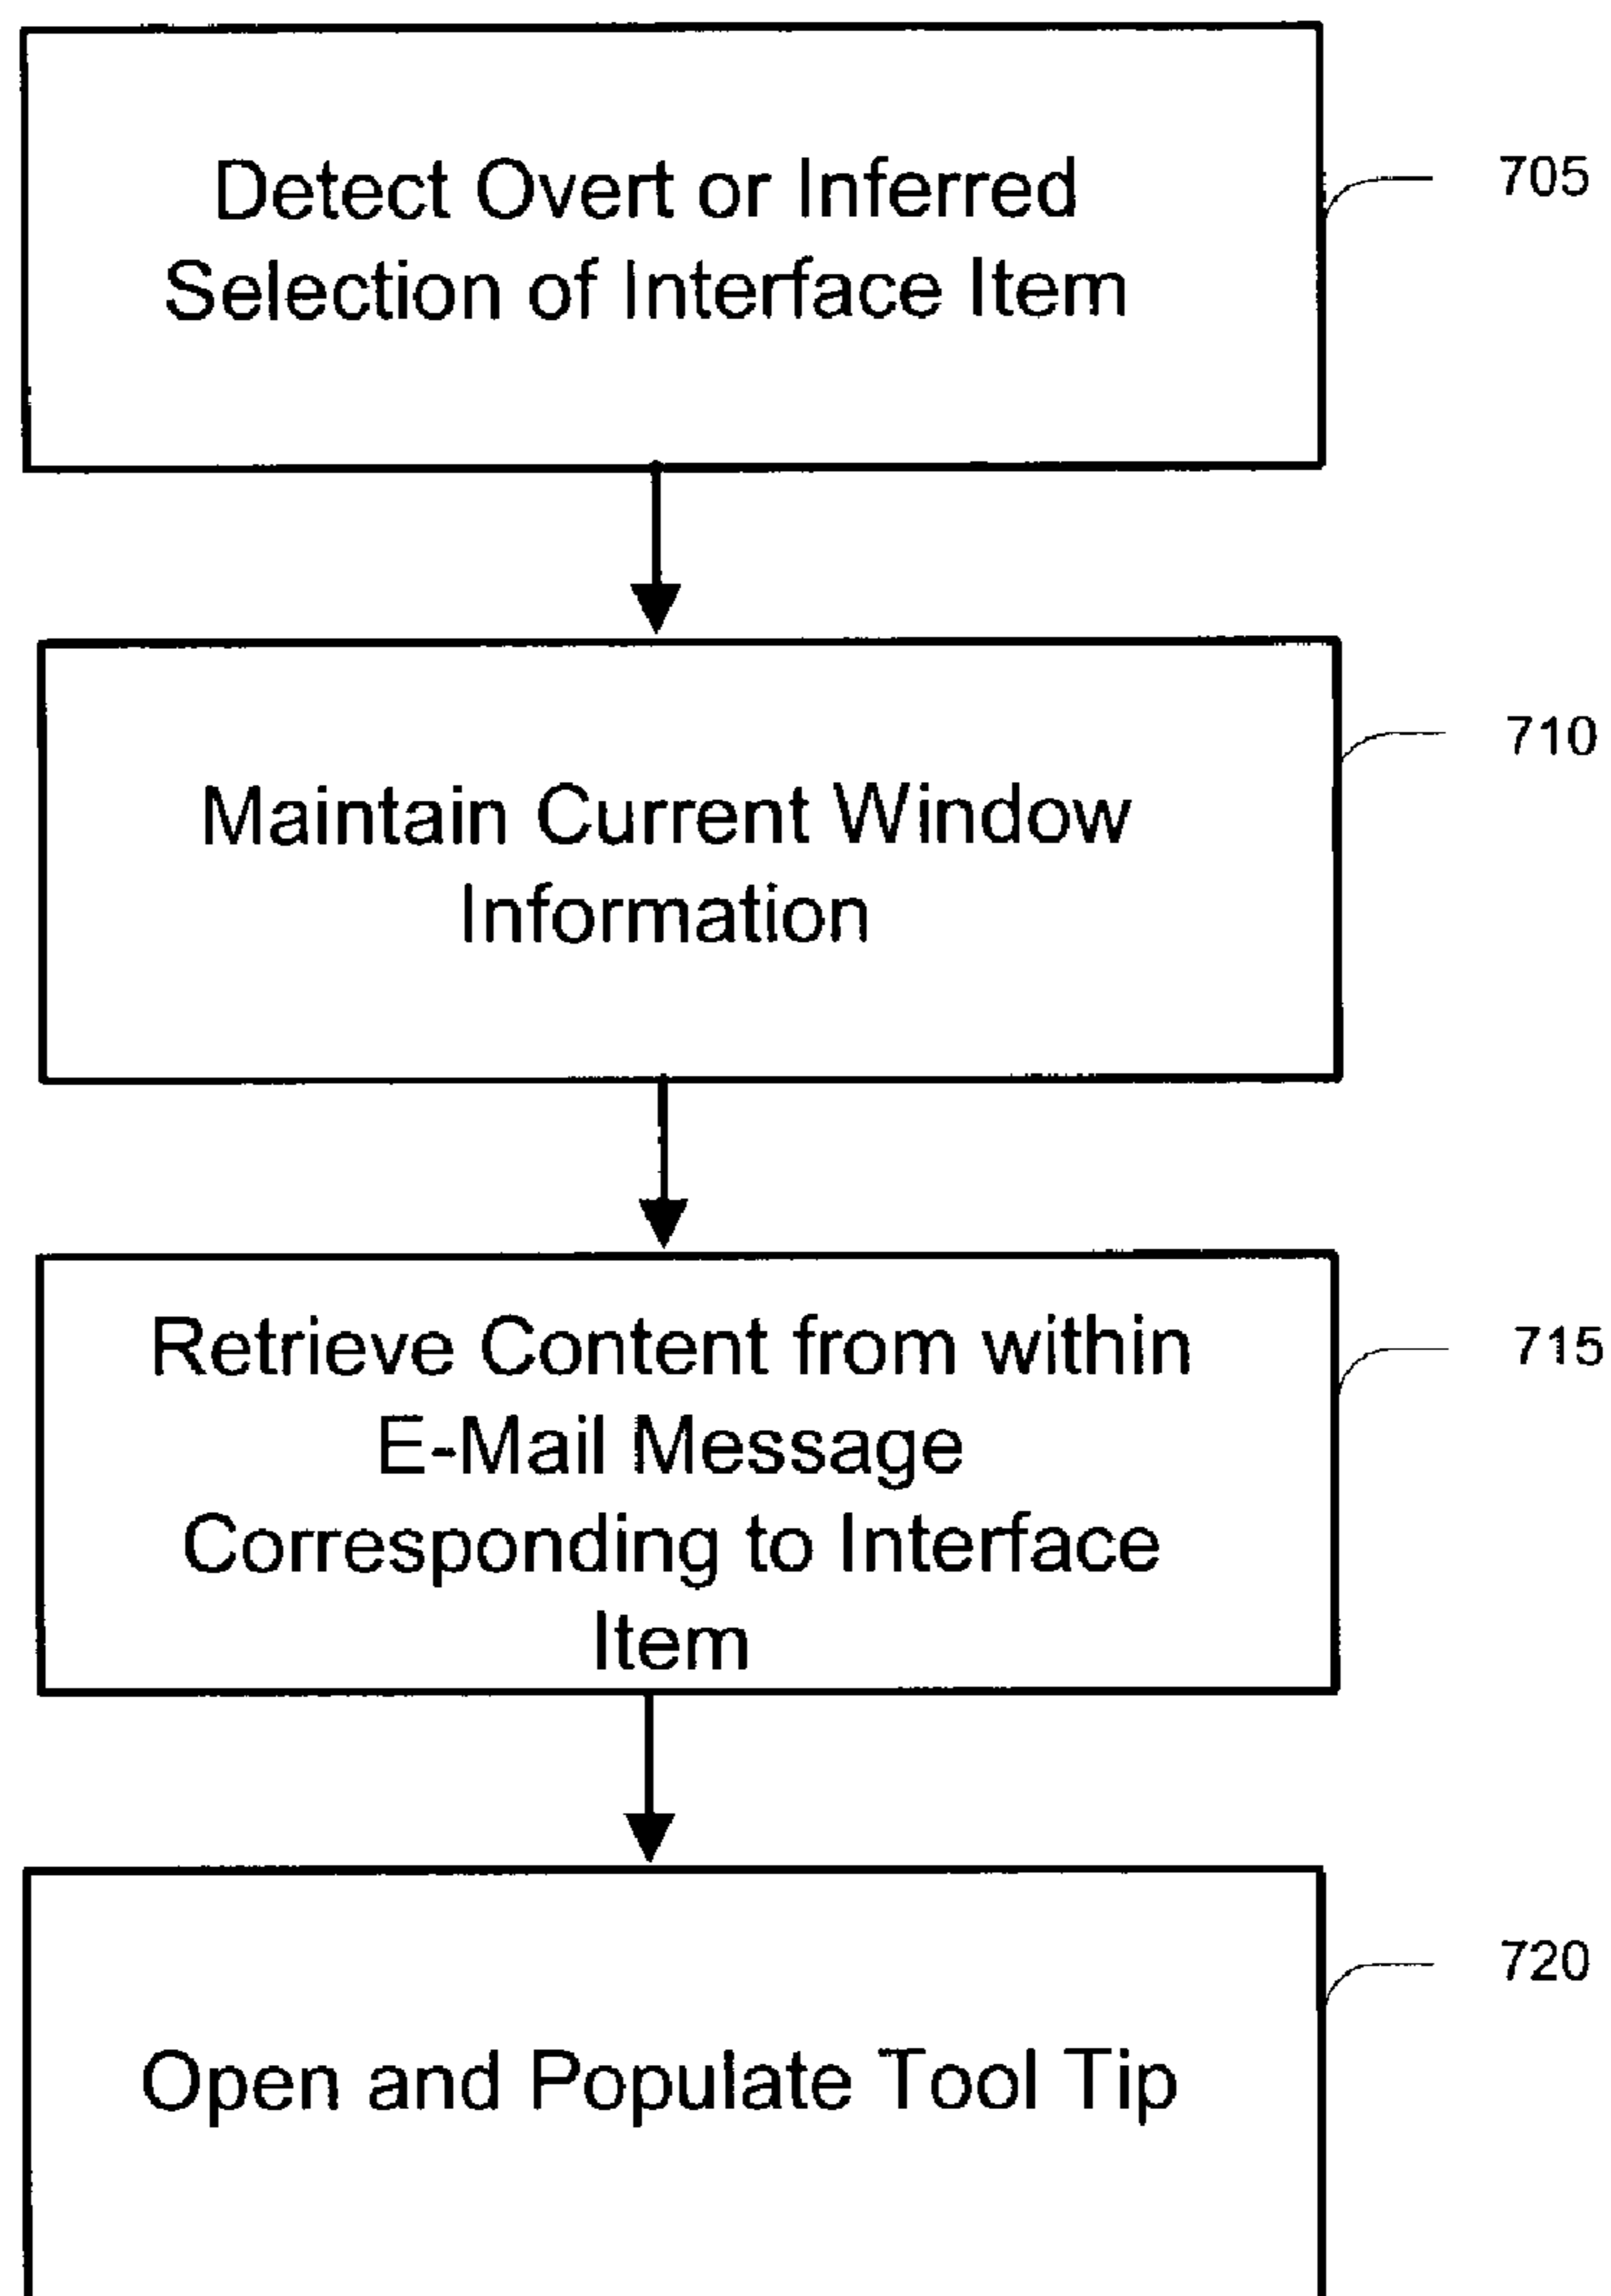 Detect Overt or Inferred
Selection of Interface Item
705
Maintain Current Window
Information
710
Retrieve Content from within
E-Mail Message
Corresponding to Interface
Item
715
Open and Populate Tool Tip
720